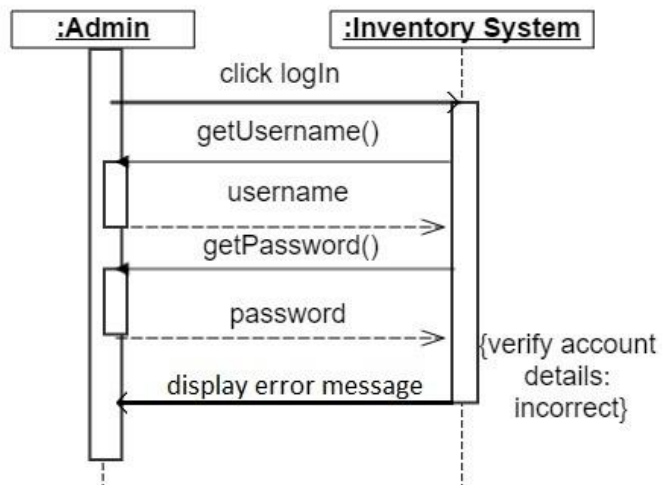 :Admin
:Inventory System
click logIn
getUsername()
username
getPassword()
password
{verify account
details:
incorrect}
display error message